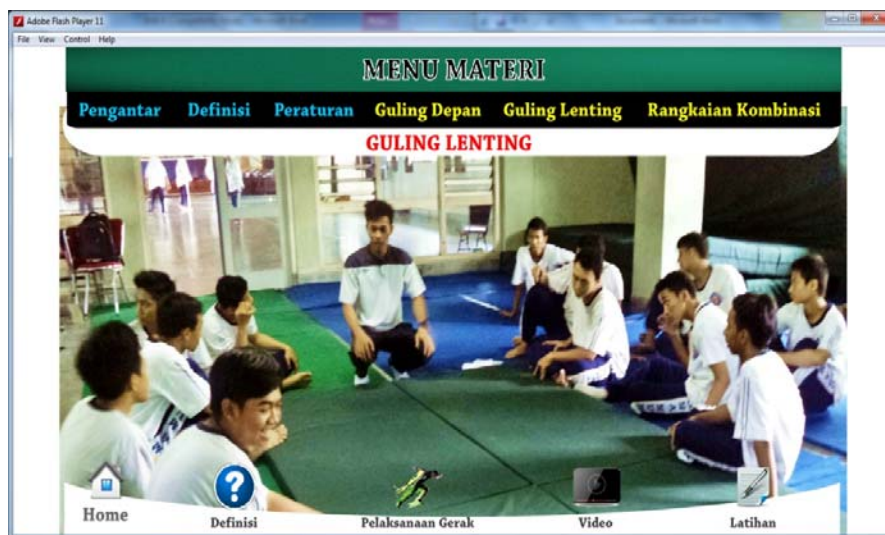 Adobe Flash Player 11
File View Control Help
MENU MATERI
Pengantar Definisi Peraturan Guling Depan Guling Lenting Rangkaian Kombinasi
GULING LENTING
Home Definisi Pelaksanaan Gerak Video Latihan